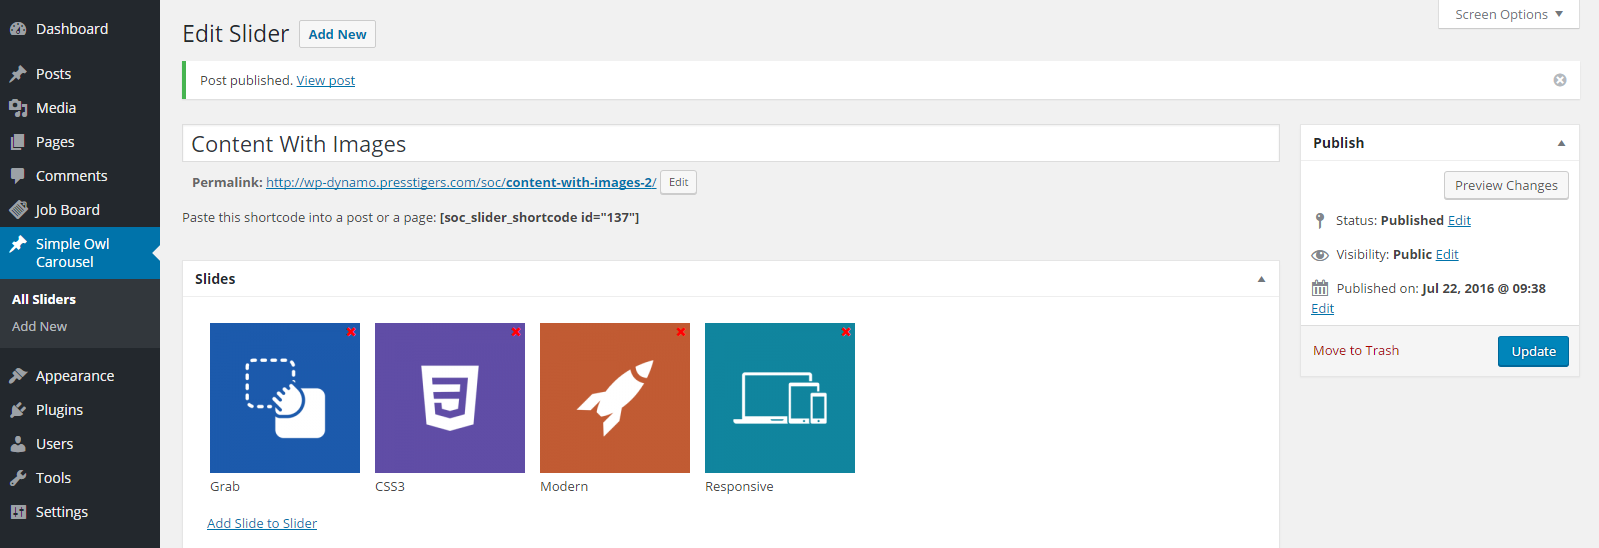 Dashboard
Posts
Media
Pages
Comments
Job Board
Simple Owl
Carousel
All Sliders
Add New
Appearance
Plugins
Users
Tools
Settings
Screen Options
Edit Slider Add New
Post published. View post
Content With Images
Permalink: http://wp-dynamo.presstigers.com/soc/content-with-images-2/ Edit
Paste this shortcode into a post or a page: [soc_slider_shortcode id="137"]
Slides
Grab CSS3 Modern Responsive
Add Slide to Slider
Publish
Preview Changes
Status: Published Edit
Visibility: Public Edit
Published on: Jul 22, 2016 @ 09:38
Edit
Move to Trash Update